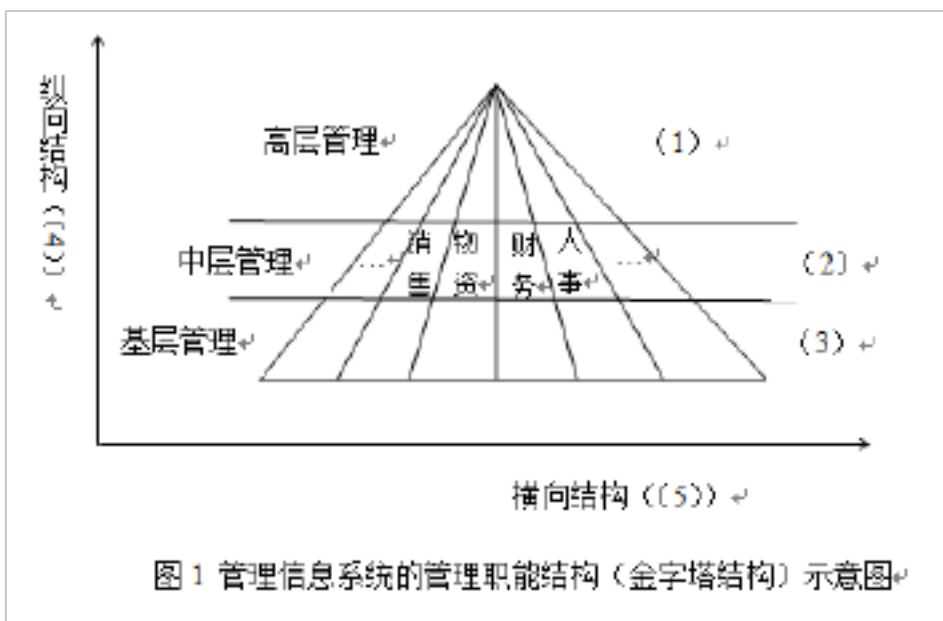 纵向结构（（4））
高层管理
（1）
中层管理
…
销售
物资
财务
人事
…
（2）
基层管理
（3）
横向结构（（5））
图 1 管理信息系统的管理职能结构（金字塔结构）示意图